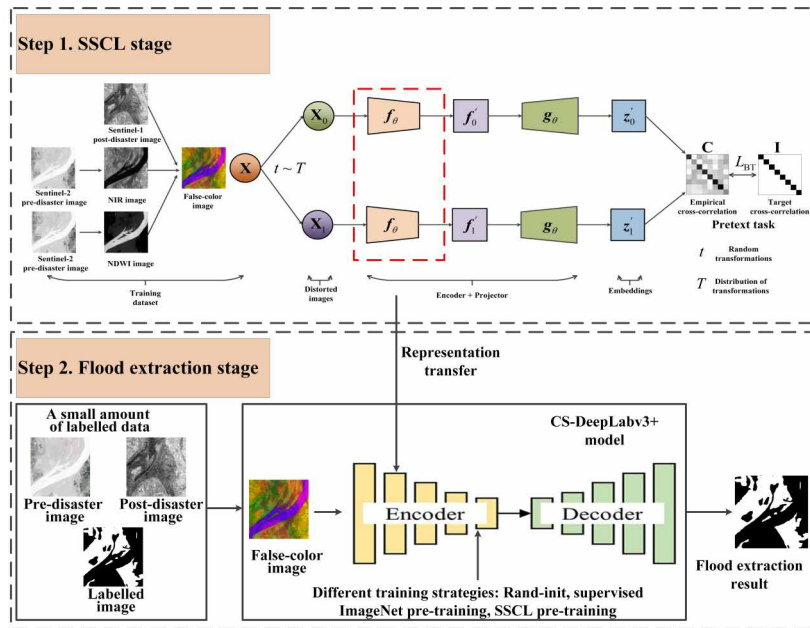 Step 1. SSCL stage
Sentinel-1
post-disaster image
Sentinel-2
pre-disaster image
NIR image
False-color
image
Sentinel-2
pre-disaster image
NDWI image
Training
dataset
X
t ~ T
X₀
X₁
Distorted
images
f_θ
f₀′
g_θ
z₀′
f_θ
f₁′
g_θ
z₁′
Encoder + Projector
Embeddings
C
L_BT
I
Empirical
cross-correlation
Target
cross-correlation
Pretext task
t Random
transformations
T Distribution of
transformations
Representation
transfer
Step 2. Flood extraction stage
A small amount
of labelled data
Pre-disaster
image
Post-disaster
image
Labelled
image
False-color
image
CS-DeepLabv3+
model
Encoder
Decoder
Different training strategies: Rand-init, supervised
ImageNet pre-training, SSCL pre-training
Flood extraction
result